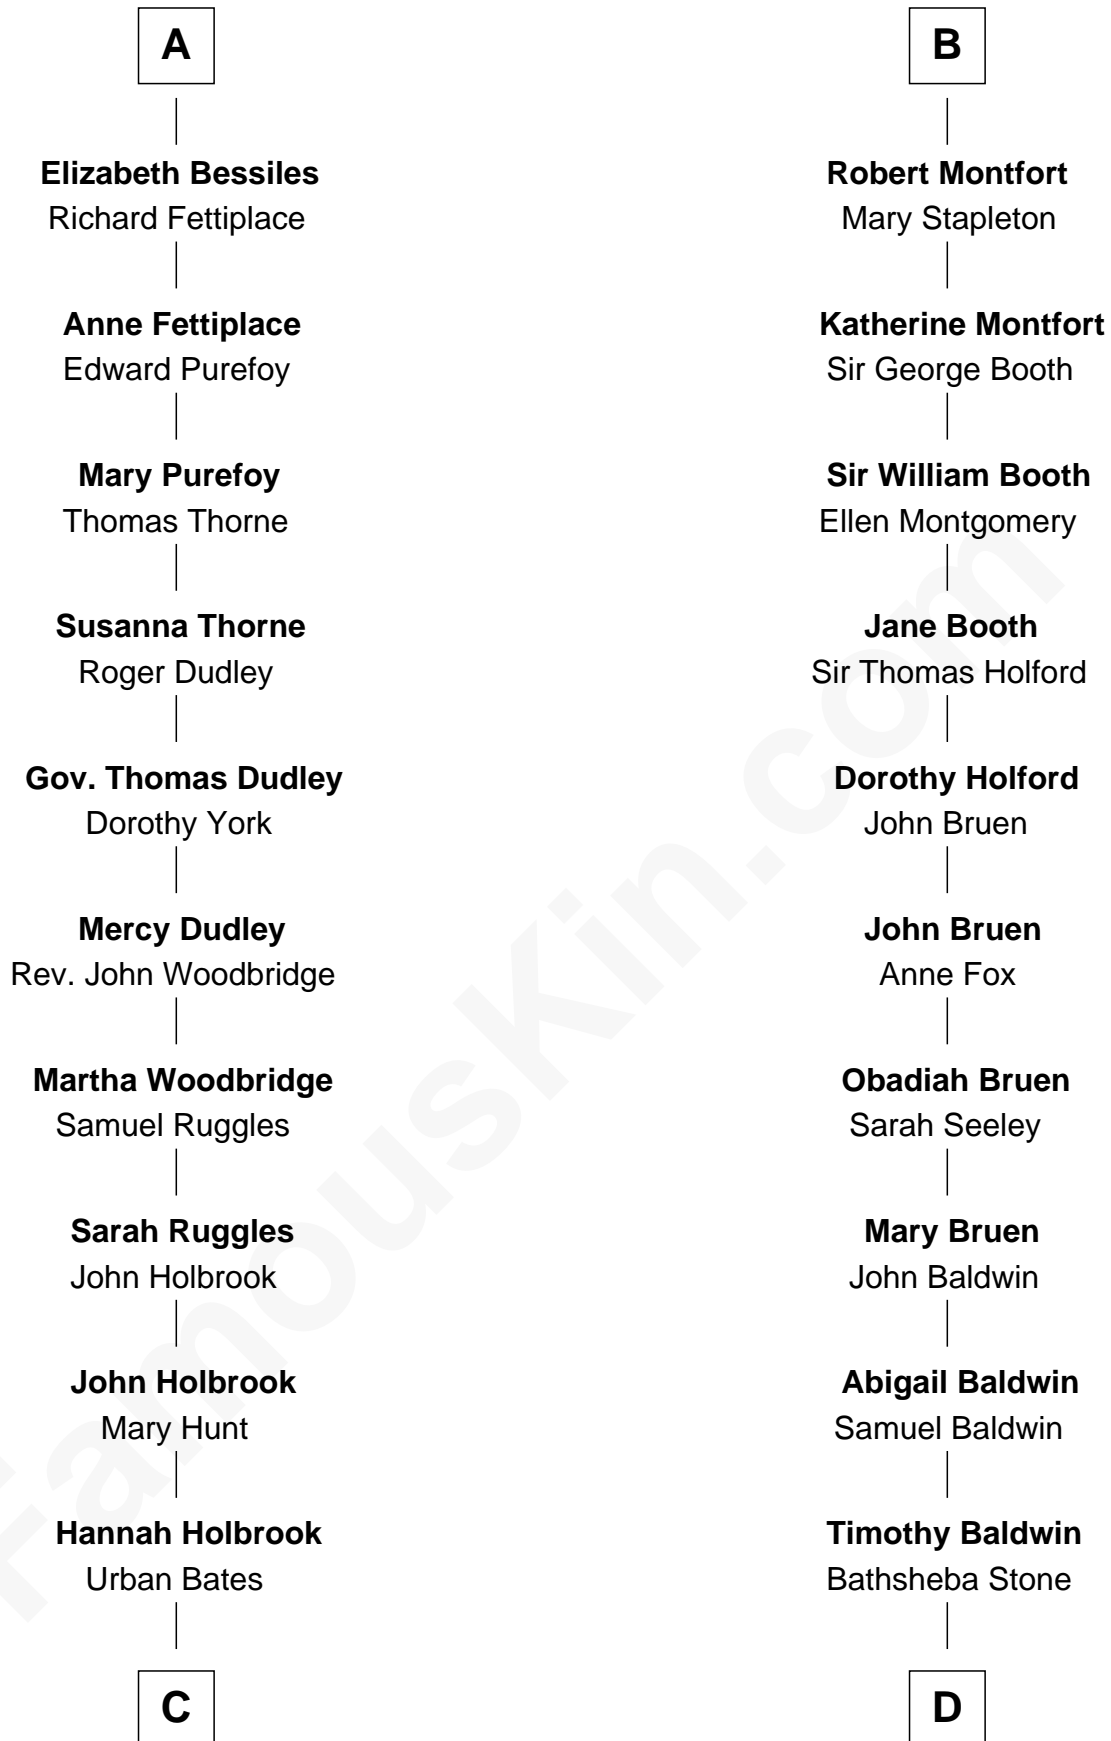 A
Elizabeth Bessiles
Richard Fettiplace
Anne Fettiplace
Edward Purefoy
Mary Purefoy
Thomas Thorne
Susanna Thorne
Roger Dudley
Gov. Thomas Dudley
Dorothy York
Mercy Dudley
Rev. John Woodbridge
Martha Woodbridge
Samuel Ruggles
Sarah Ruggles
John Holbrook
John Holbrook
Mary Hunt
Hannah Holbrook
Urban Bates
C
B
Robert Montfort
Mary Stapleton
Katherine Montfort
Sir George Booth
Sir William Booth
Ellen Montgomery
Jane Booth
Sir Thomas Holford
Dorothy Holford
John Bruen
John Bruen
Anne Fox
Obadiah Bruen
Sarah Seeley
Mary Bruen
John Baldwin
Abigail Baldwin
Samuel Baldwin
Timothy Baldwin
Bathsheba Stone
D
FamousKin.com